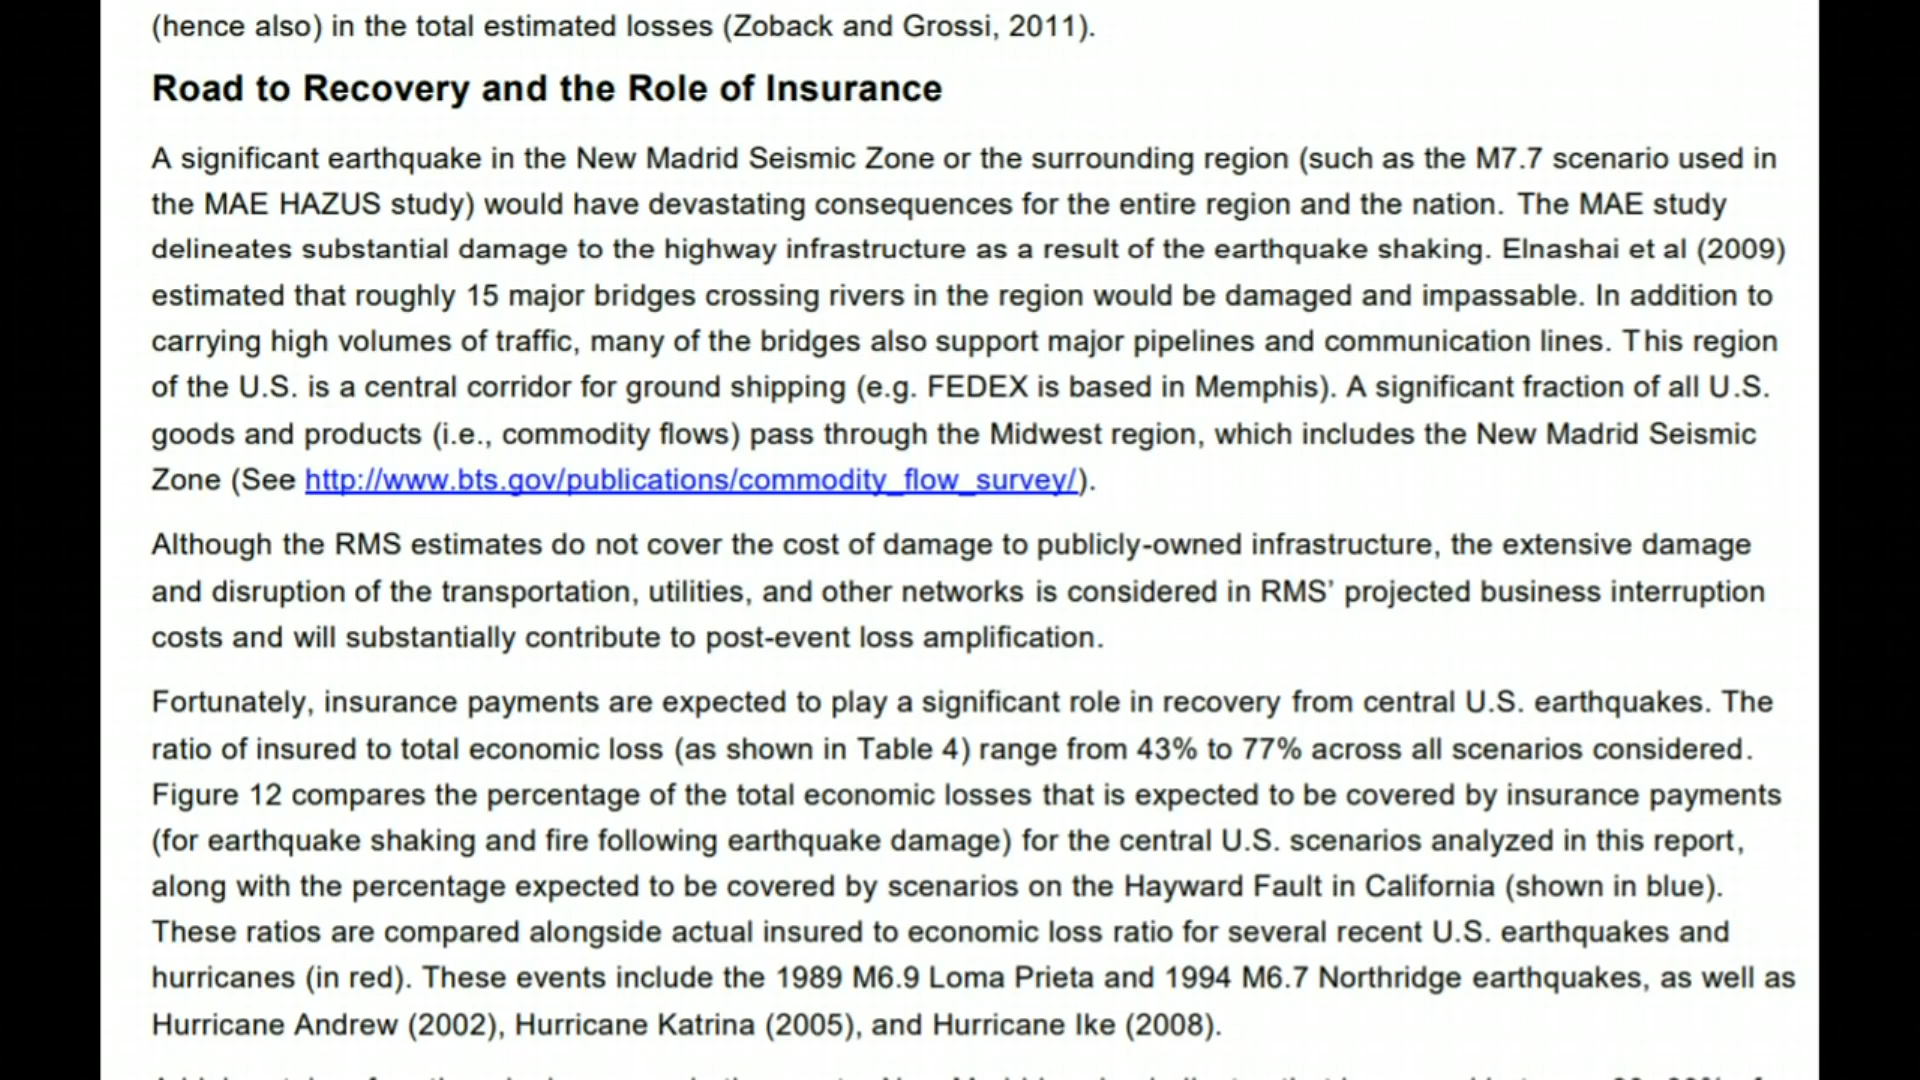 (hence also) in the total estimated losses (Zoback and Grossi, 2011).
Road to Recovery and the Role of Insurance
A significant earthquake in the New Madrid Seismic Zone or the surrounding region (such as the M7.7 scenario used in
the MAE HAZUS study) would have devastating consequences for the entire region and the nation. The MAE study
delineates substantial damage to the highway infrastructure as a result of the earthquake shaking. Elnashai et al (2009)
estimated that roughly 15 major bridges crossing rivers in the region would be damaged and impassable. In addition to
carrying high volumes of traffic, many of the bridges also support major pipelines and communication lines. This region
of the U.S. is a central corridor for ground shipping (e.g. FEDEX is based in Memphis). A significant fraction of all U.S.
goods and products (i.e., commodity flows) pass through the Midwest region, which includes the New Madrid Seismic
Zone (See http://www.bts.gov/publications/commodity_flow_survey/).
Although the RMS estimates do not cover the cost of damage to publicly-owned infrastructure, the extensive damage
and disruption of the transportation, utilities, and other networks is considered in RMS’ projected business interruption
costs and will substantially contribute to post-event loss amplification.
Fortunately, insurance payments are expected to play a significant role in recovery from central U.S. earthquakes. The
ratio of insured to total economic loss (as shown in Table 4) range from 43% to 77% across all scenarios considered.
Figure 12 compares the percentage of the total economic losses that is expected to be covered by insurance payments
(for earthquake shaking and fire following earthquake damage) for the central U.S. scenarios analyzed in this report,
along with the percentage expected to be covered by scenarios on the Hayward Fault in California (shown in blue).
These ratios are compared alongside actual insured to economic loss ratio for several recent U.S. earthquakes and
hurricanes (in red). These events include the 1989 M6.9 Loma Prieta and 1994 M6.7 Northridge earthquakes, as well as
Hurricane Andrew (2002), Hurricane Katrina (2005), and Hurricane Ike (2008).